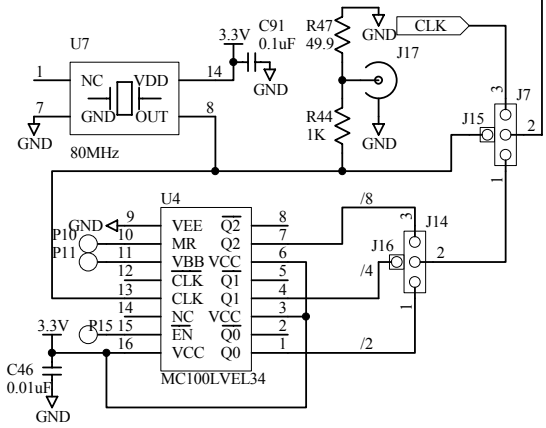 R47
49.9
GND
CLK
J17
C91
0.1uF
3.3V
U7
1
NC
VDD
14
GND
7
GND
GND
OUT
8
80MHz
R44
1K
GND
3
J7
J15
2
1
U4
GND
9
VEE
Q2
8
/8
P10
10
MR
Q2
7
P11
11
VBB
VCC
6
12
CLK
Q1
5
13
CLK
Q1
4
/4
14
NC
VCC
3
3.3V
P15
15
EN
Q0
2
16
VCC
Q0
1
/2
3
J14
J16
2
1
C46
0.01uF
GND
MC100LVEL34